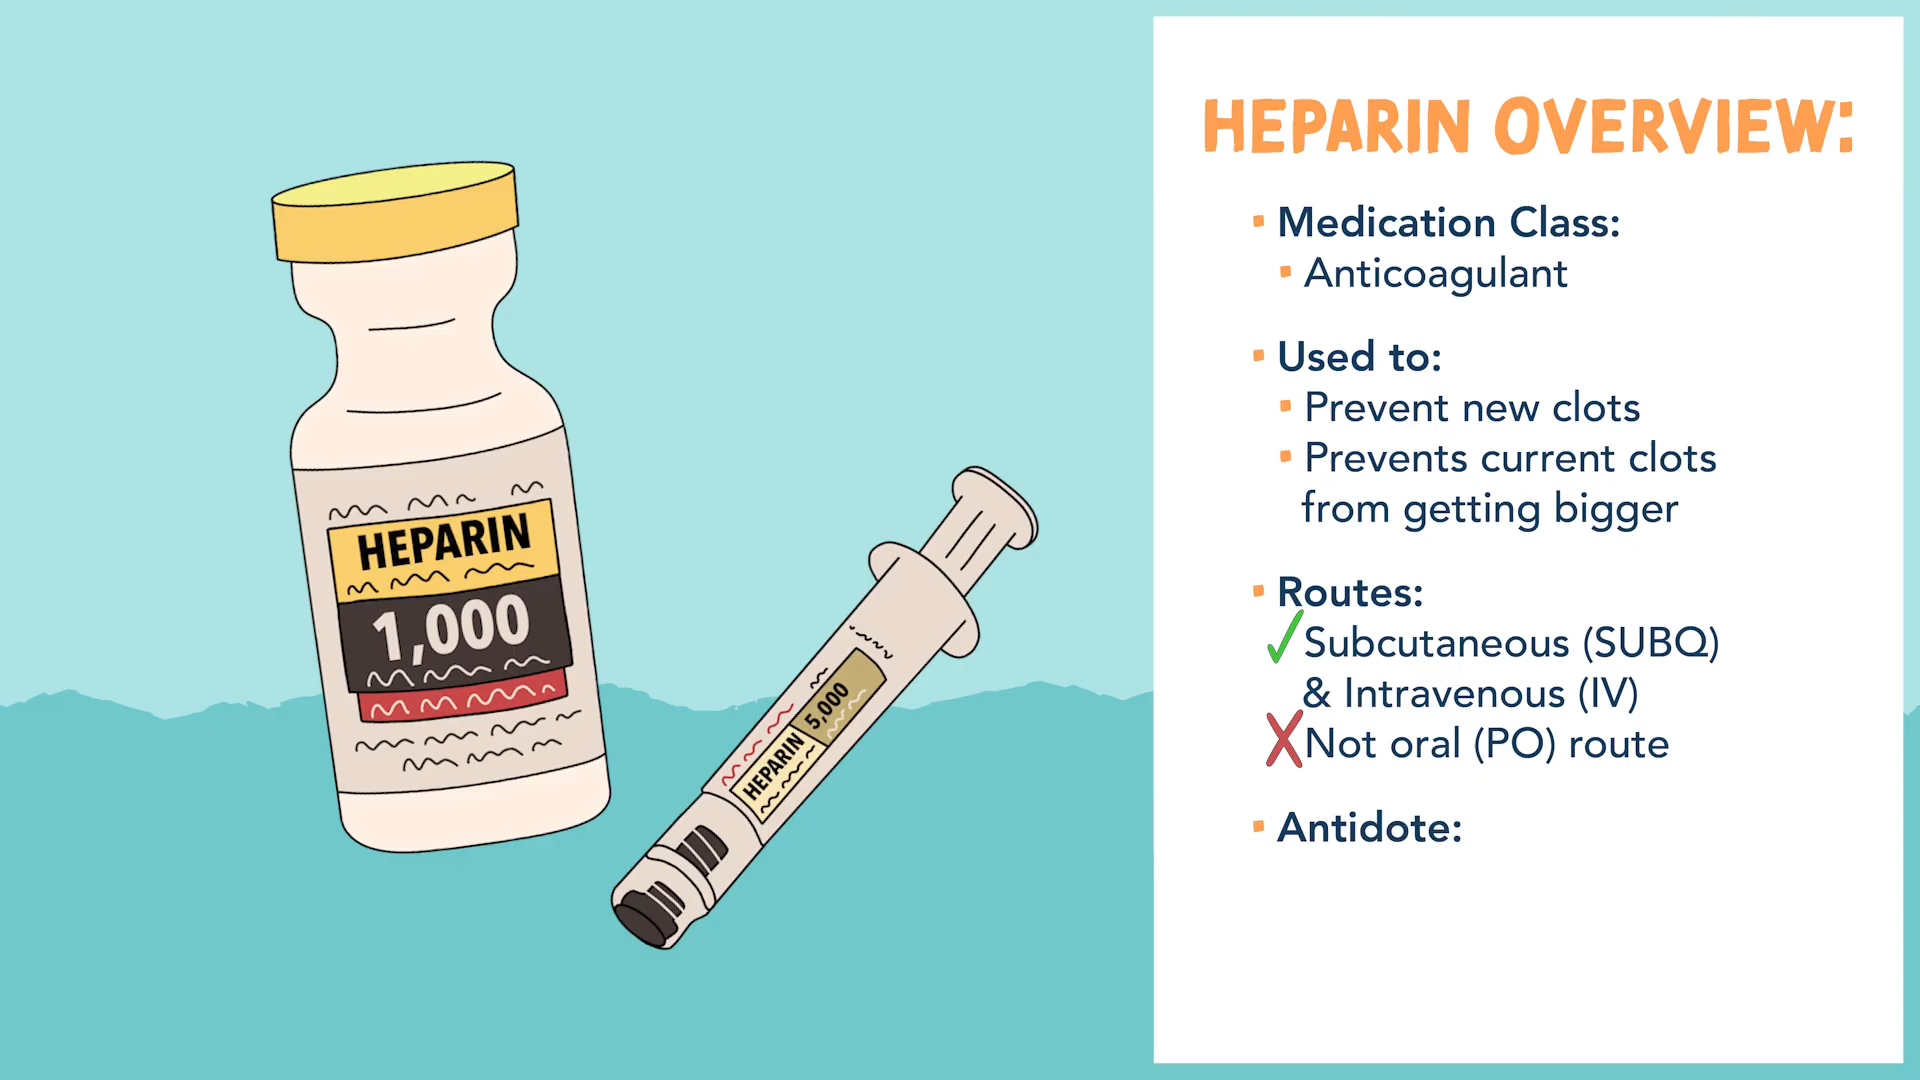 HEPARIN OVERVIEW:
Medication Class:
Anticoagulant
Used to:
Prevent new clots
Prevents current clots
from getting bigger
Routes:
Subcutaneous (SUBQ)
& Intravenous (IV)
Not oral (PO) route
Antidote:
HEPARIN
1,000
HEPARIN 5,000